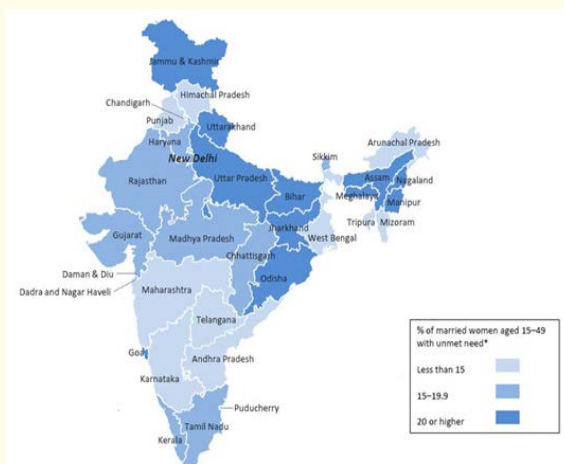 Jammu & Kashmir
Himachal Pradesh
Chandigarh
Punjab
Uttarakhand
Haryana
New Delhi
Arunachal Pradesh
Sikkim
Rajasthan
Uttar Pradesh
Assam
Nagaland
Bihar
Meghalaya
Manipur
Jharkhand
Tripura
Mizoram
West Bengal
Gujarat
Madhya Pradesh
Chhattisgarh
Daman & Diu
Odisha
Dadra and Nagar Haveli
Maharashtra
Telangana
Goa
Andhra Pradesh
Karnataka
Puducherry
Tamil Nadu
Kerala
% of married women aged 15–49
with unmet need*
Less than 15
15–19.9
20 or higher